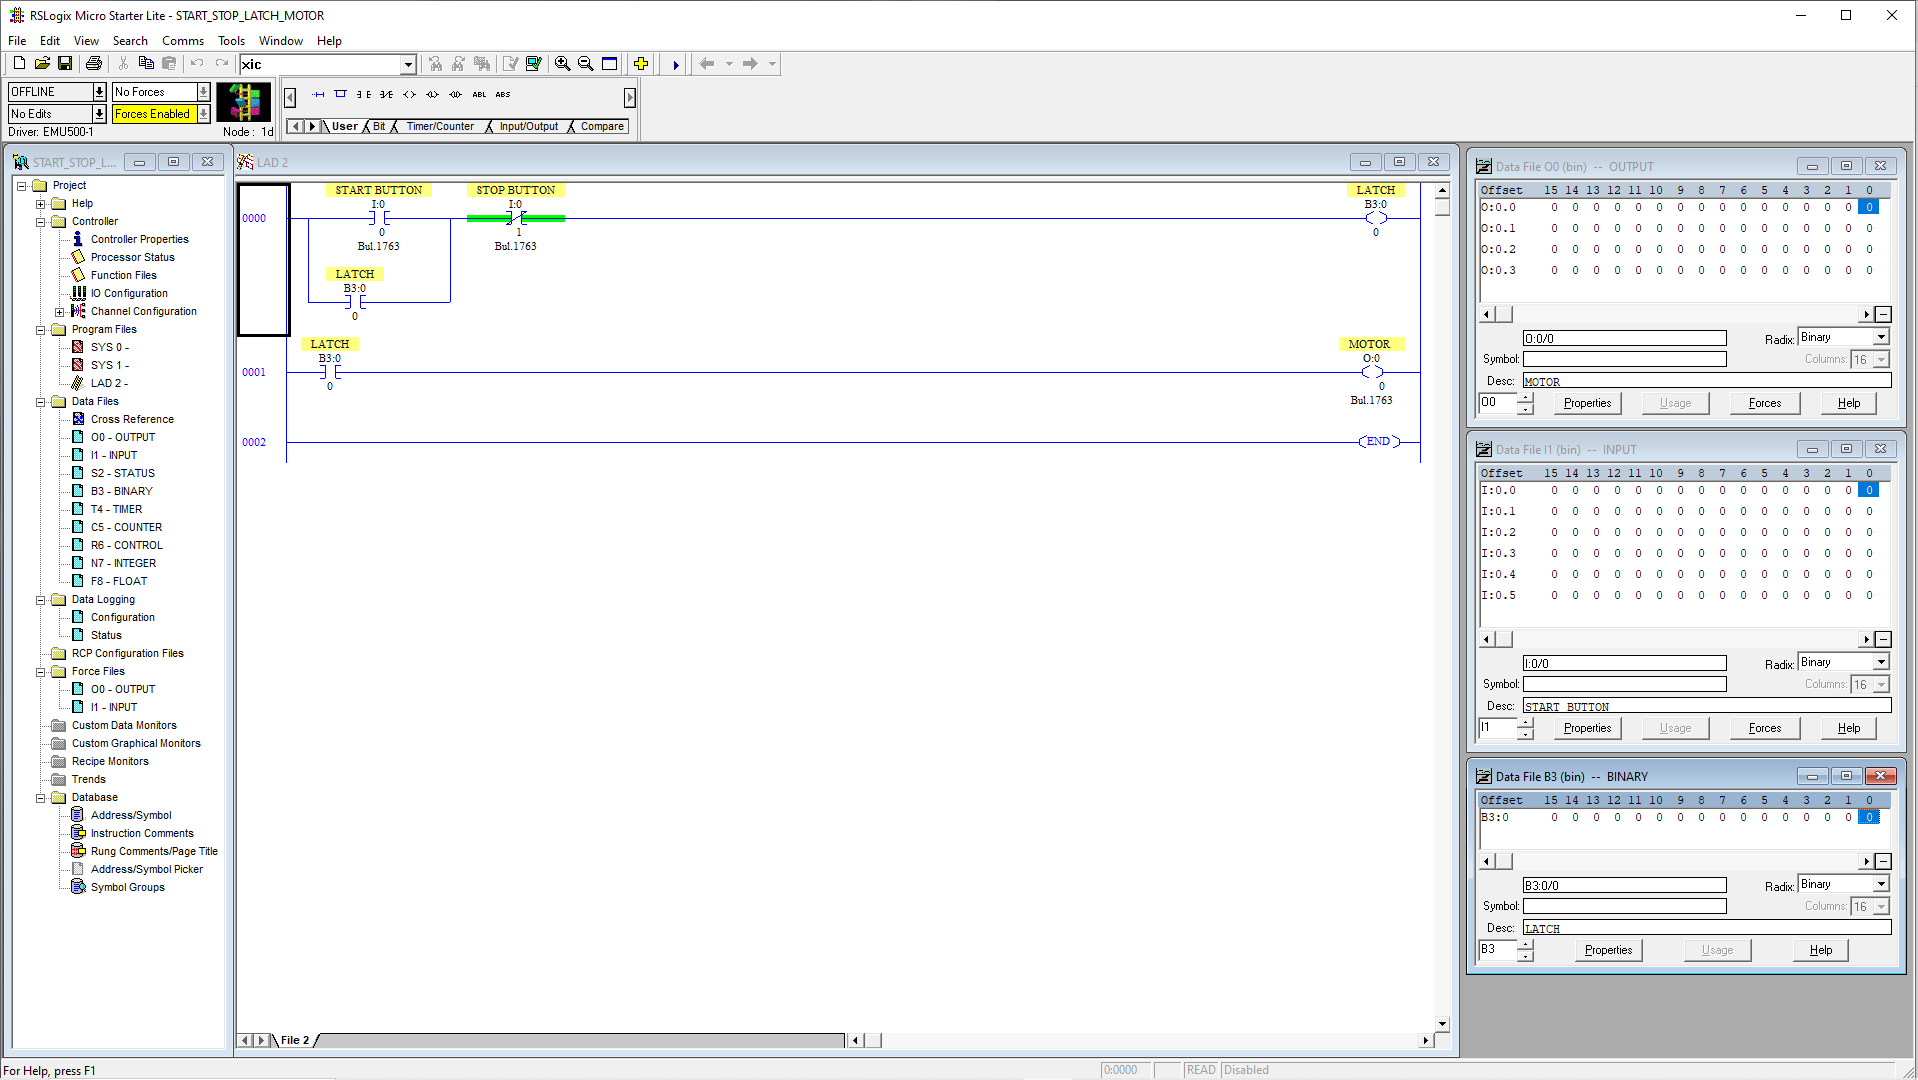 RSLogix Micro Starter Lite - START_STOP_LATCH_MOTOR
File Edit View Search Comms Tools Window Help
xic
OFFLINE No Forces
No Edits Forces Enabled
Driver: EMU500-1 Node : 1d
ABL ABS
User Bit Timer/Counter Input/Output Compare
START_STOP_L...
Project
Help
Controller
Controller Properties
Processor Status
Function Files
IO Configuration
Channel Configuration
Program Files
SYS 0 -
SYS 1 -
LAD 2 -
Data Files
Cross Reference
O0 - OUTPUT
I1 - INPUT
S2 - STATUS
B3 - BINARY
T4 - TIMER
C5 - COUNTER
R6 - CONTROL
N7 - INTEGER
F8 - FLOAT
Data Logging
Configuration
Status
RCP Configuration Files
Force Files
O0 - OUTPUT
I1 - INPUT
Custom Data Monitors
Custom Graphical Monitors
Recipe Monitors
Trends
Database
Address/Symbol
Instruction Comments
Rung Comments/Page Title
Address/Symbol Picker
Symbol Groups
LAD 2
START BUTTON STOP BUTTON LATCH
I:0 I:0 B3:0
0000
0 1 0
Bul.1763 Bul.1763
LATCH
B3:0
0
LATCH MOTOR
B3:0 O:0
0001
0 0
Bul.1763
0002 END
File 2
Data File O0 (bin) -- OUTPUT
Offset 15 14 13 12 11 10 9 8 7 6 5 4 3 2 1 0
O:0.0 0 0 0 0 0 0 0 0 0 0 0 0 0 0 0 0
O:0.1 0 0 0 0 0 0 0 0 0 0 0 0 0 0 0 0
O:0.2 0 0 0 0 0 0 0 0 0 0 0 0 0 0 0 0
O:0.3 0 0 0 0 0 0 0 0 0 0 0 0 0 0 0 0
O:0/0 Radix: Binary
Symbol: Columns: 16
Desc: MOTOR
O0 Properties Usage Forces Help
Data File I1 (bin) -- INPUT
Offset 15 14 13 12 11 10 9 8 7 6 5 4 3 2 1 0
I:0.0 0 0 0 0 0 0 0 0 0 0 0 0 0 0 0 0
I:0.1 0 0 0 0 0 0 0 0 0 0 0 0 0 0 0 0
I:0.2 0 0 0 0 0 0 0 0 0 0 0 0 0 0 0 0
I:0.3 0 0 0 0 0 0 0 0 0 0 0 0 0 0 0 0
I:0.4 0 0 0 0 0 0 0 0 0 0 0 0 0 0 0 0
I:0.5 0 0 0 0 0 0 0 0 0 0 0 0 0 0 0 0
I:0/0 Radix: Binary
Symbol: Columns: 16
Desc: START BUTTON
I1 Properties Usage Forces Help
Data File B3 (bin) -- BINARY
Offset 15 14 13 12 11 10 9 8 7 6 5 4 3 2 1 0
B3:0 0 0 0 0 0 0 0 0 0 0 0 0 0 0 0 0
B3:0/0 Radix: Binary
Symbol: Columns: 16
Desc: LATCH
B3 Properties Usage Help
For Help, press F1 0:0000 READ Disabled